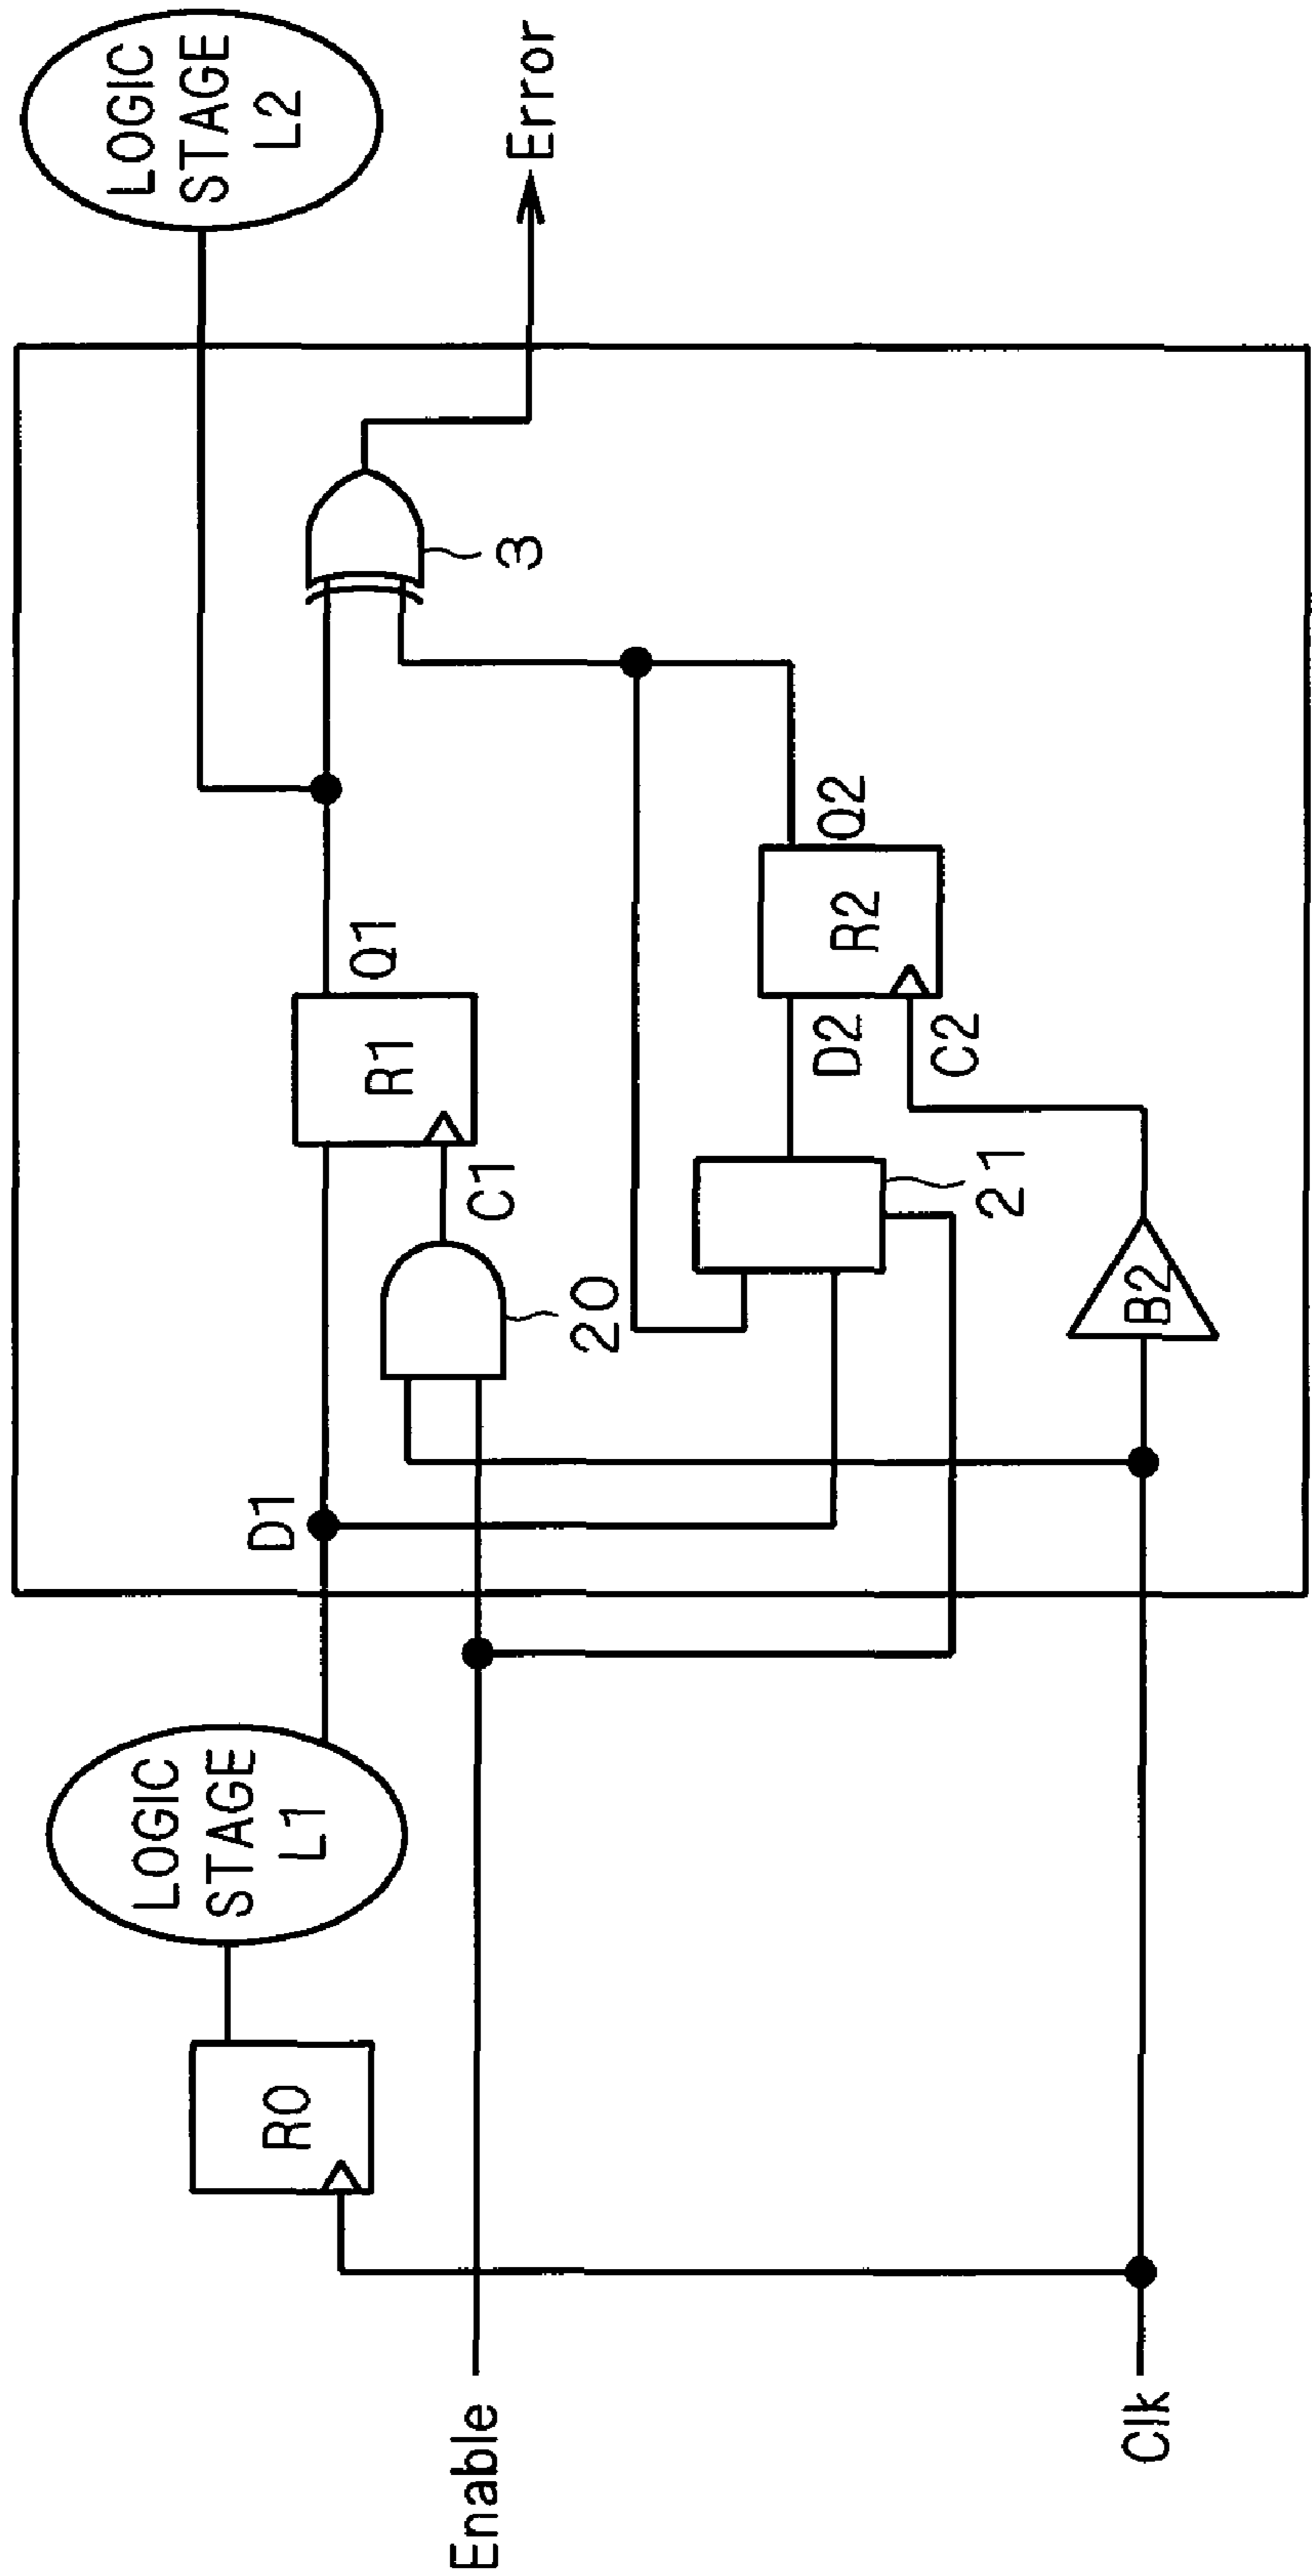 LOGIC
STAGE
L2
Error
3
Q1
R1
C1
20
D1
Q2
R2
D2
C2
21
B2
LOGIC
STAGE
L1
R0
Enable
Clk